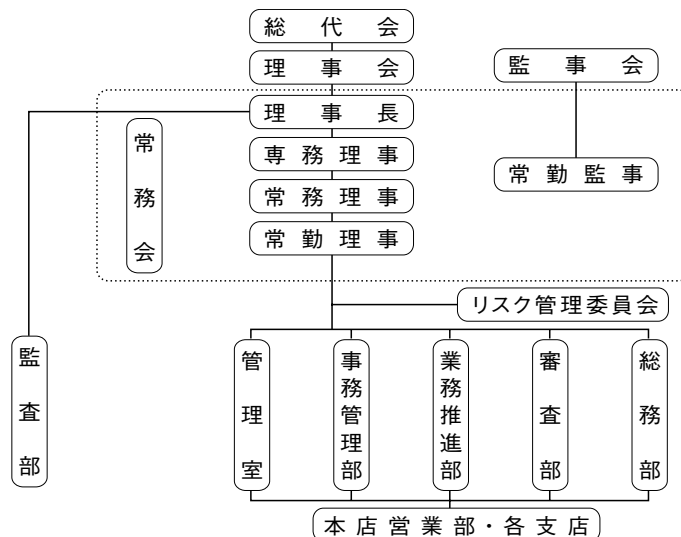 総代会
理事会
監事会
理事長
常務会
専務理事
常勤監事
常務理事
常勤理事
リスク管理委員会
監査部
管理室
事務管理部
業務推進部
審査部
総務部
本店営業部・各支店